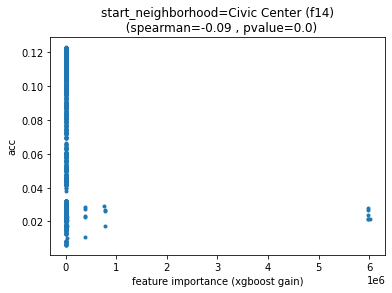 start_neighborhood=Civic Center (f14)
(spearman=-0.09 , pvalue=0.0)
0.12
0.10
0.08
0.06
0.04
0.02
acc
0 1 2 3 4 5 6
1e6
feature importance (xgboost gain)